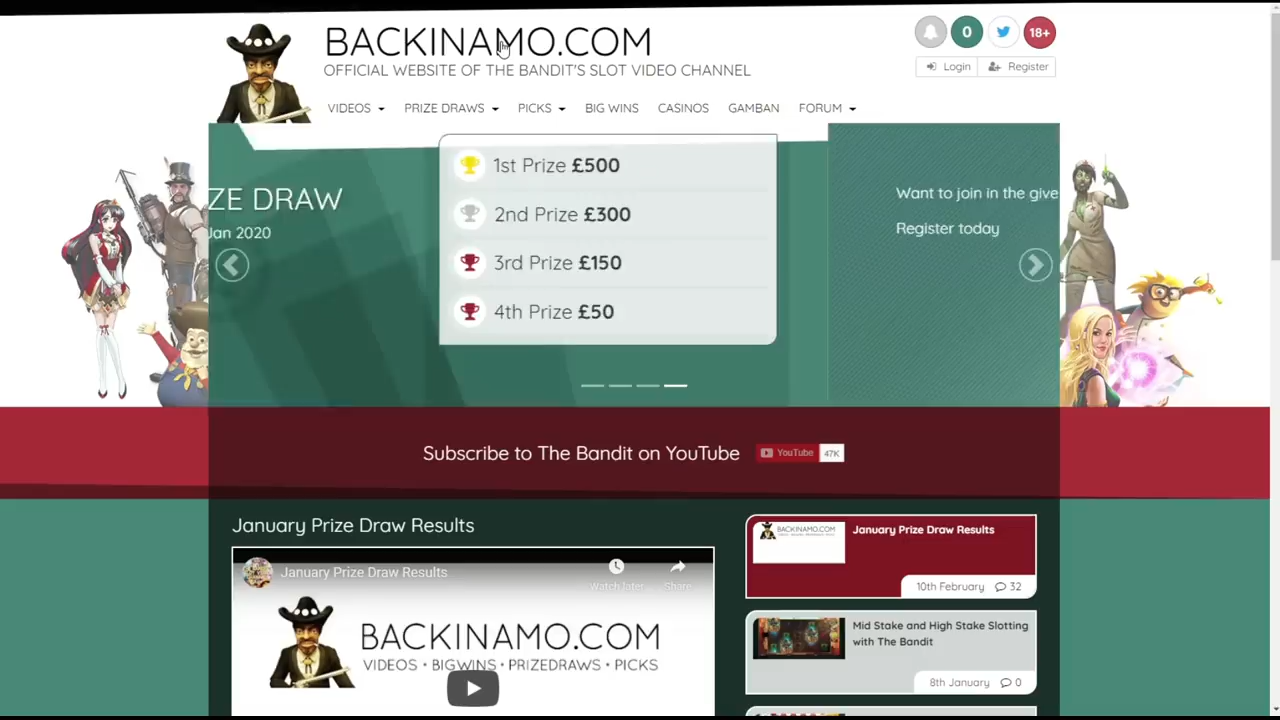 BACKINAMO.COM
OFFICIAL WEBSITE OF THE BANDIT'S SLOT VIDEO CHANNEL
0
18+
Login
Register
VIDEOS
PRIZE DRAWS
PICKS
BIG WINS
CASINOS
GAMBAN
FORUM
ZE DRAW
Jan 2020
1st Prize £500
2nd Prize £300
3rd Prize £150
4th Prize £50
Want to join in the give
Register today
Subscribe to The Bandit on YouTube
YouTube
47K
January Prize Draw Results
January Prize Draw Results
Watch later
Share
BACKINAMO.COM
VIDEOS • BIGWINS • PRIZEDRAWS • PICKS
BACKINAMO.COM
January Prize Draw Results
10th February
32
Mid Stake and High Stake Slotting
with The Bandit
8th January
0